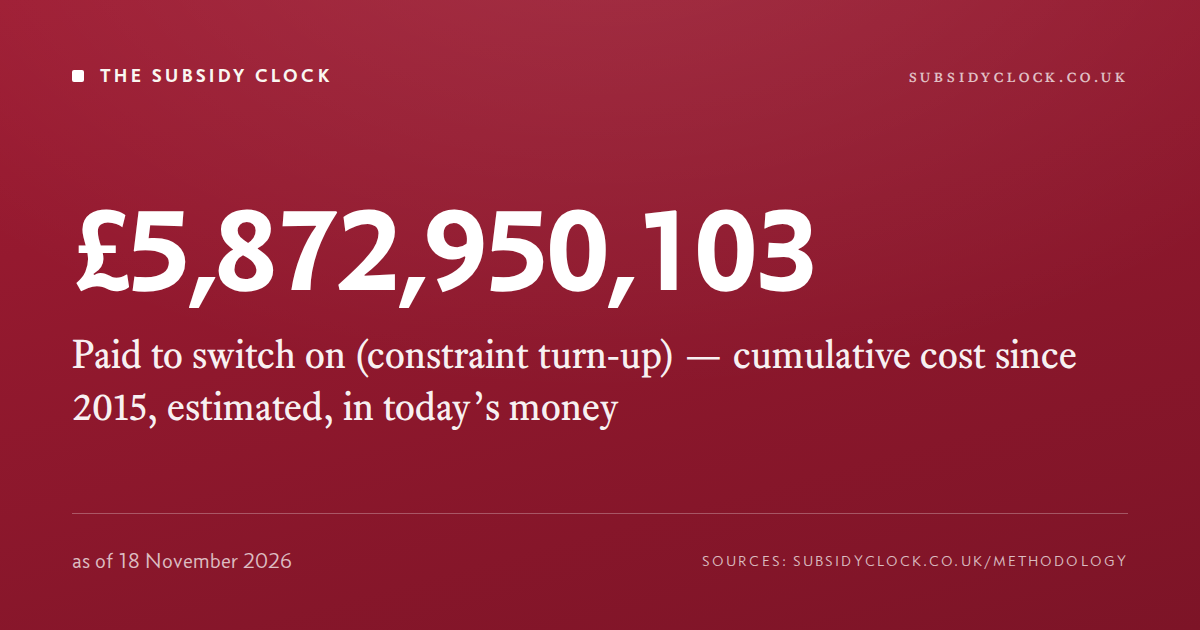 THE SUBSIDY CLOCK
SUBSIDYCLOCK.CO.UK
£5,872,950,103
Paid to switch on (constraint turn-up) — cumulative cost since
2015, estimated, in today’s money
as of 18 November 2026
SOURCES: SUBSIDYCLOCK.CO.UK/METHODOLOGY